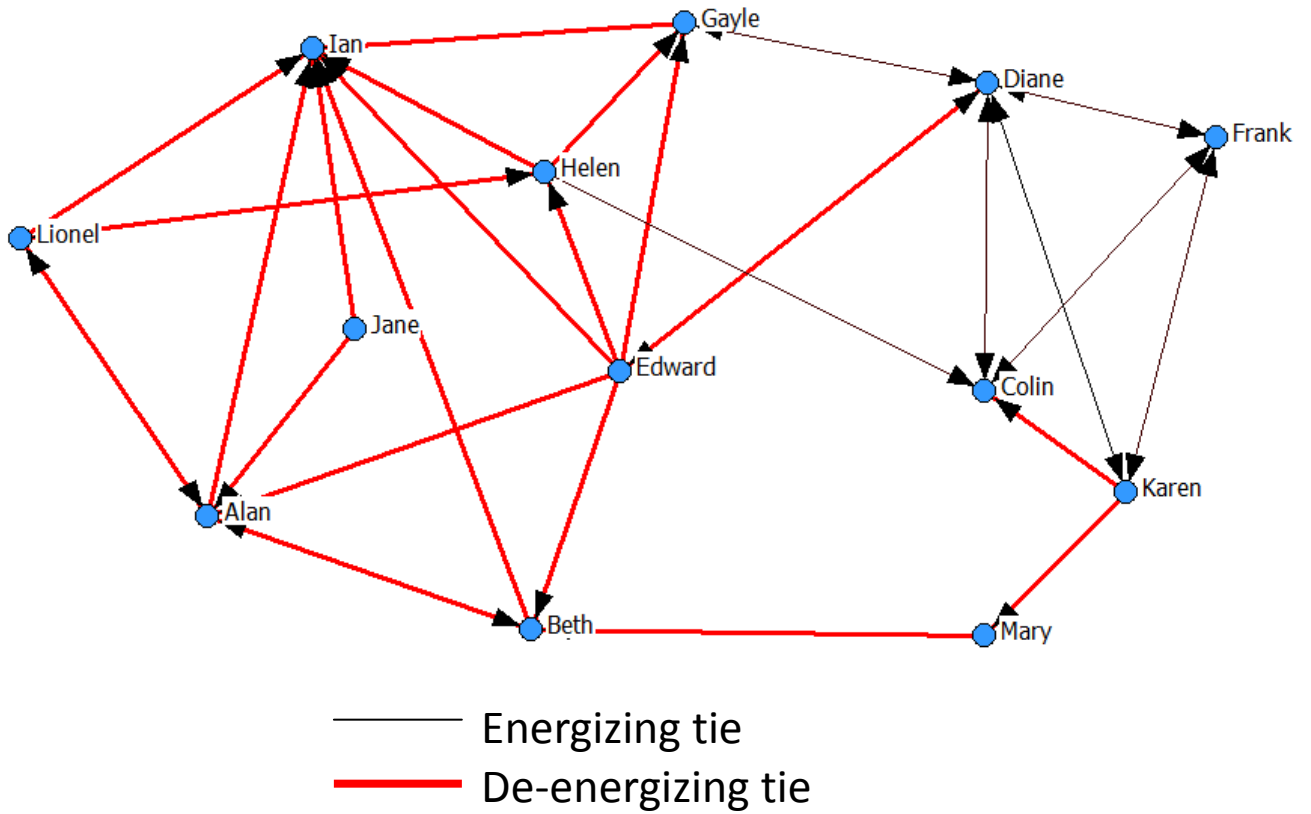 Gayle
Ian
Diane
Frank
Helen
Lionel
Jane
Edward
Colin
Karen
Alan
Beth
Mary
Energizing tie
De-energizing tie